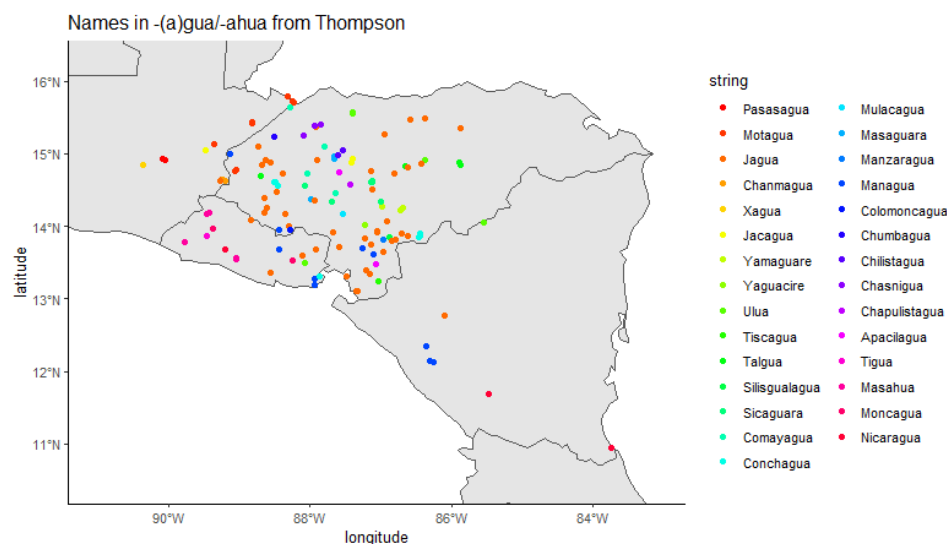 Names in -(a)gua/-ahua from Thompson
16°N
15°N
14°N
13°N
12°N
11°N
latitude
90°W
88°W
86°W
84°W
longitude
string
Pasasagua
Motagua
Jagua
Chanmagua
Xagua
Jacagua
Yamaguare
Yaguacire
Ulua
Tiscagua
Talgua
Silisgualagua
Sicaguara
Comayagua
Conchagua
Mulacagua
Masaguara
Manzaragua
Managua
Colomoncagua
Chumbagua
Chilistagua
Chasnigua
Chapulistagua
Apacilagua
Tigua
Masahua
Moncagua
Nicaragua